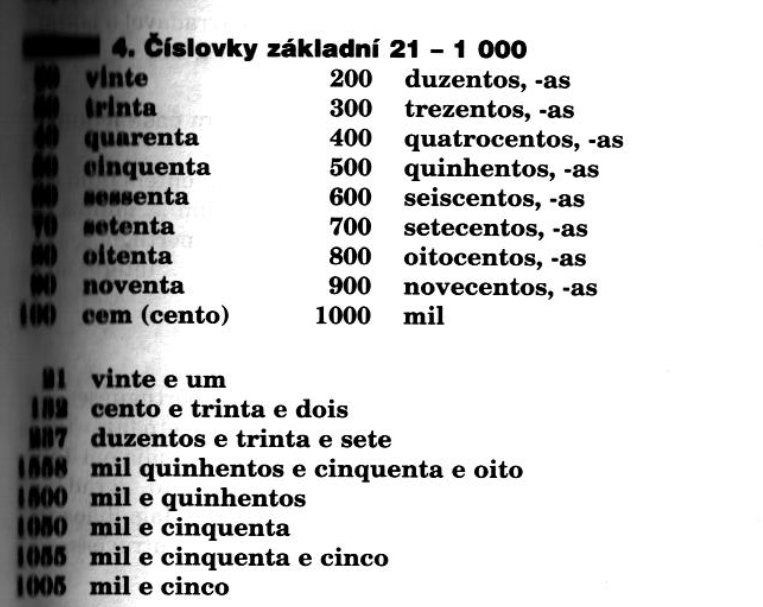 4. Číslovky základní 21 – 1 000
20 vinte 200 duzentos, -as
30 trinta 300 trezentos, -as
40 quarenta 400 quatrocentos, -as
50 cinquenta 500 quinhentos, -as
60 sessenta 600 seiscentos, -as
70 setenta 700 setecentos, -as
80 oitenta 800 oitocentos, -as
90 noventa 900 novecentos, -as
100 cem (cento) 1000 mil
21 vinte e um
132 cento e trinta e dois
237 duzentos e trinta e sete
1558 mil quinhentos e cinquenta e oito
1500 mil e quinhentos
1050 mil e cinquenta
1055 mil e cinquenta e cinco
1005 mil e cinco